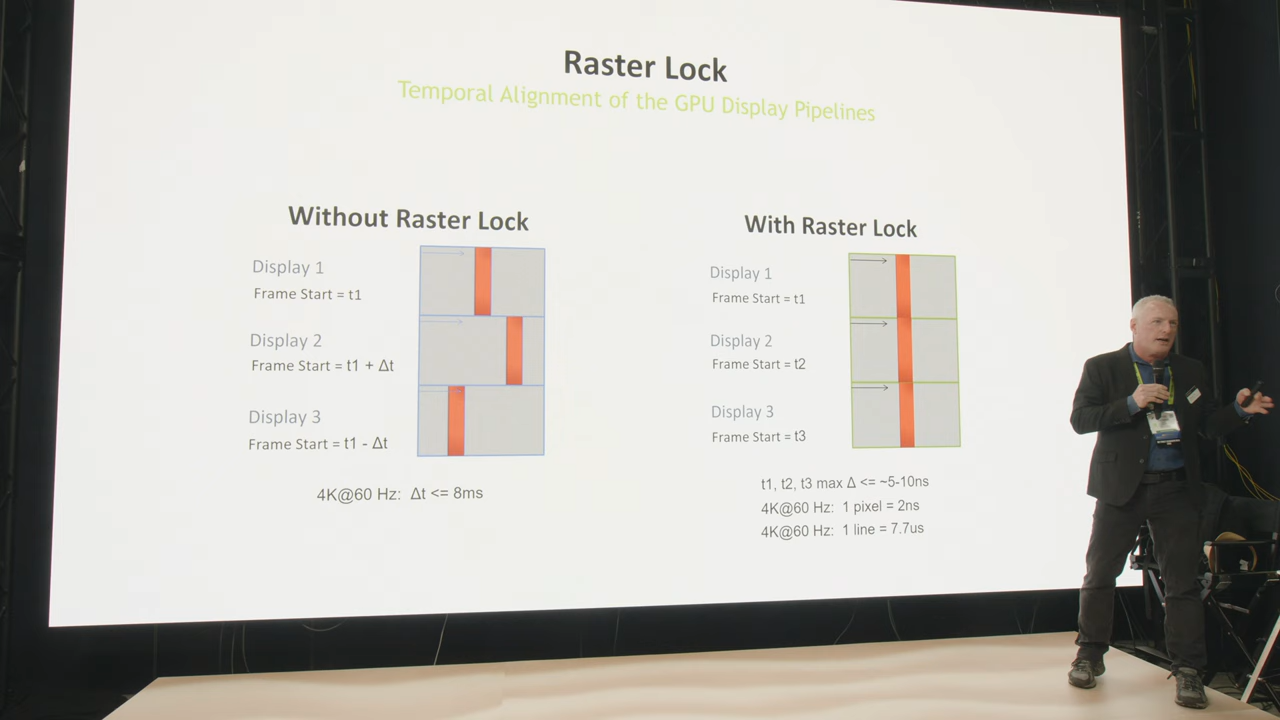 Raster Lock
Temporal Alignment of the GPU Display Pipelines
Without Raster Lock
Display 1
Frame Start = t1
Display 2
Frame Start = t1 + Δt
Display 3
Frame Start = t1 - Δt
4K@60 Hz: Δt <= 8ms
With Raster Lock
Display 1
Frame Start = t1
Display 2
Frame Start = t2
Display 3
Frame Start = t3
t1, t2, t3 max Δ <= ~5-10ns
4K@60 Hz: 1 pixel = 2ns
4K@60 Hz: 1 line = 7.7us